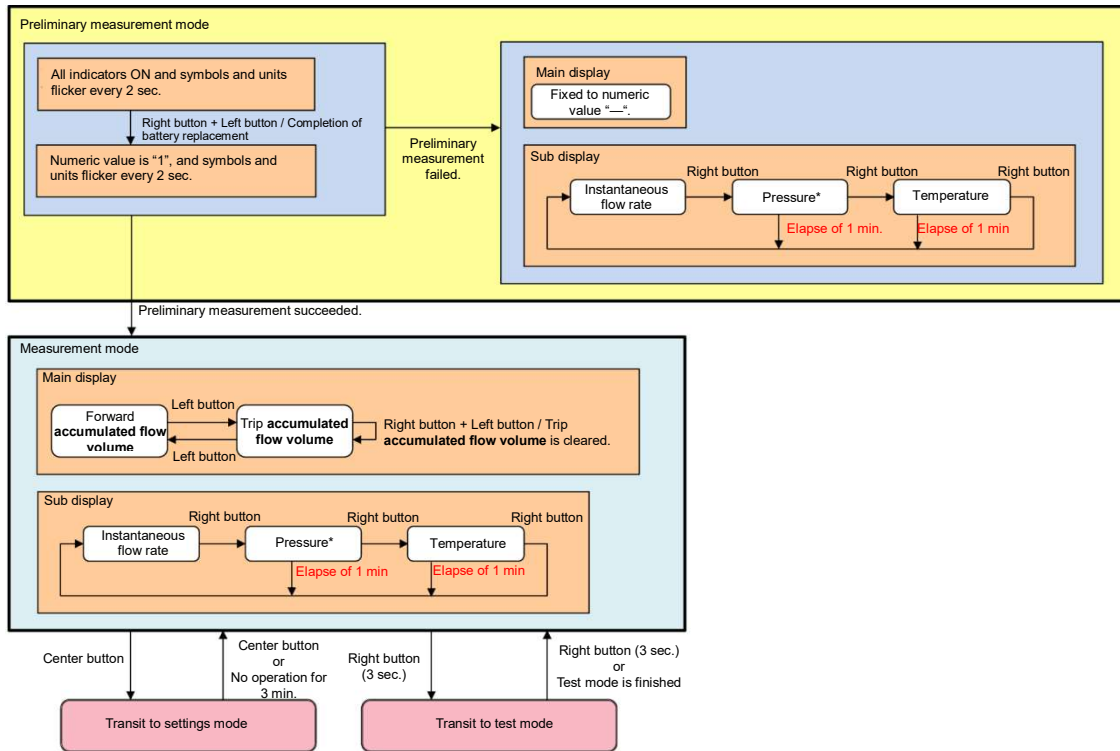 Preliminary measurement mode
All indicators ON and symbols and units
flicker every 2 sec.
Right button + Left button / Completion of
battery replacement
Numeric value is “1”, and symbols and
units flicker every 2 sec.
Preliminary
measurement
failed.
Main display
Fixed to numeric
value “—“.
Sub display
Right button
Right button
Right button
Instantaneous
flow rate
Pressure*
Temperature
Elapse of 1 min.
Elapse of 1 min
Preliminary measurement succeeded.
Measurement mode
Main display
Forward
accumulated flow
volume
Left button
Left button
Trip accumulated
flow volume
Right button + Left button / Trip
accumulated flow volume is cleared.
Sub display
Right button
Right button
Right button
Instantaneous
flow rate
Pressure*
Temperature
Elapse of 1 min
Elapse of 1 min
Center button
Center button
or
No operation for
3 min.
Right button
(3 sec.)
Right button (3 sec.)
or
Test mode is finished
Transit to settings mode
Transit to test mode